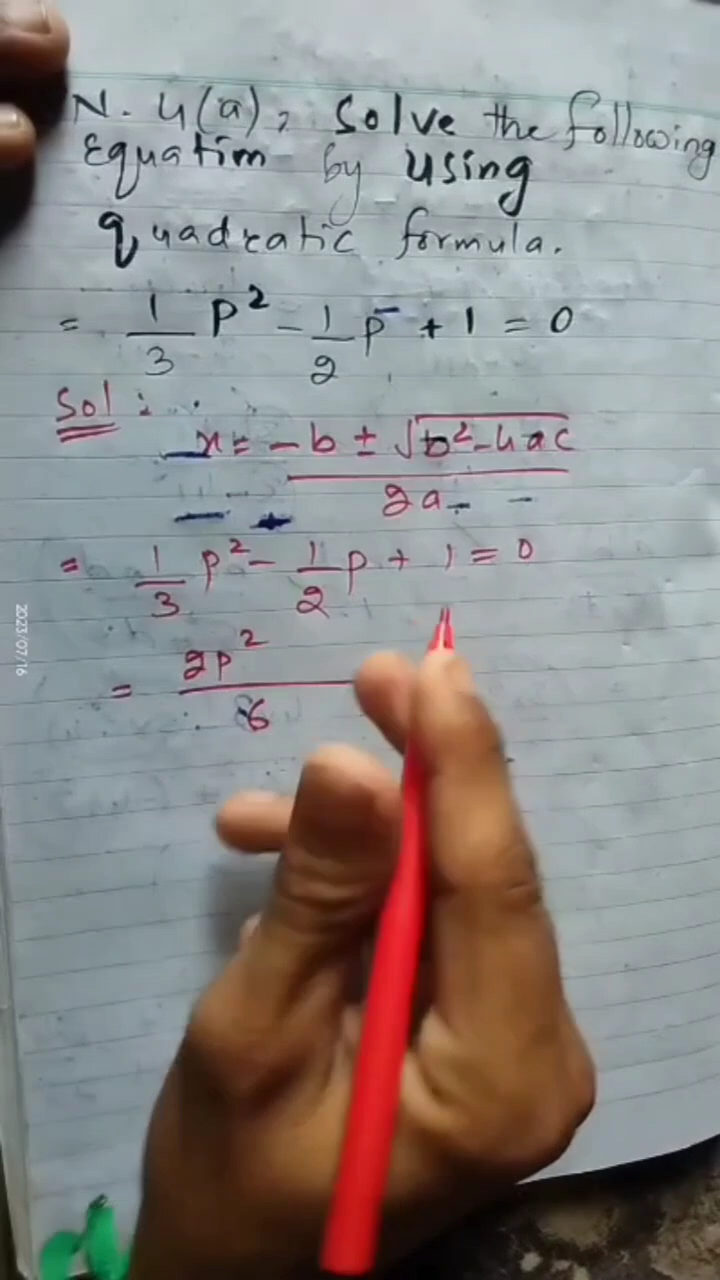 N. 4(a), Solve the following
Equation by using
quadratic formula.
= 1/3 P² - 1/2 P + 1 = 0
Sol :
x = -b ± √b²-4ac / 2a
= 1/3 P² - 1/2 P + 1 = 0
= 2P² / 6
2023/07/16